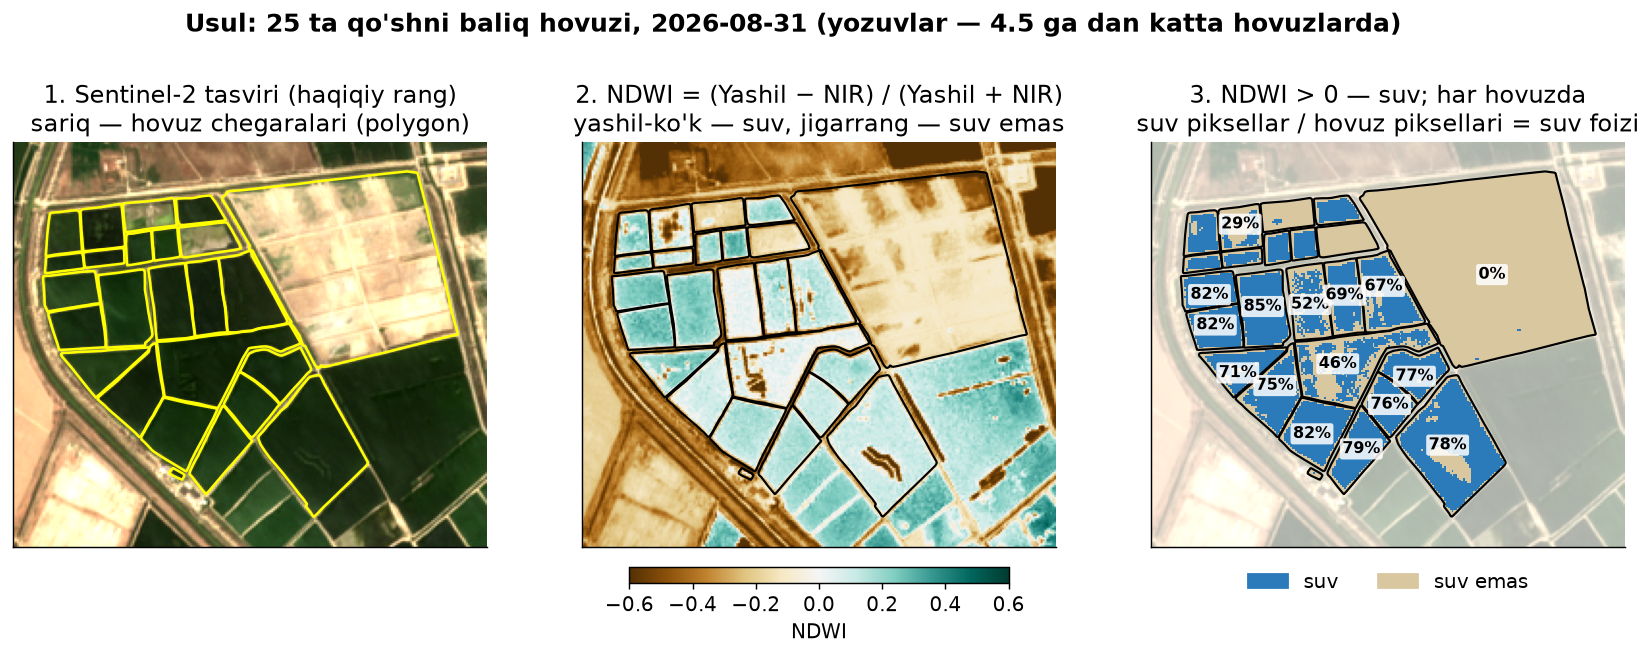 Usul: 25 ta qo'shni baliq hovuzi, 2026-08-31 (yozuvlar — 4.5 ga dan katta hovuzlarda)
1. Sentinel-2 tasviri (haqiqiy rang)
sariq — hovuz chegaralari (polygon)
2. NDWI = (Yashil − NIR) / (Yashil + NIR)
yashil-ko'k — suv, jigarrang — suv emas
−0.6 −0.4 −0.2 0.0 0.2 0.4 0.6
NDWI
3. NDWI > 0 — suv; har hovuzda
suv piksellar / hovuz piksellari = suv foizi
29%
0%
82%
85%
52%
69%
67%
82%
46%
71%
75%
77%
76%
82%
79%
78%
suv
suv emas